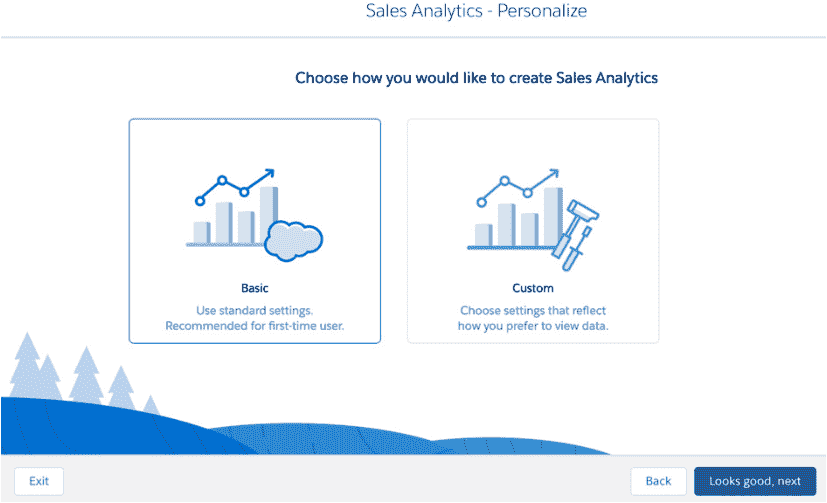 Sales Analytics - Personalize
Choose how you would like to create Sales Analytics
Basic
Use standard settings.
Recommended for first-time user.
Custom
Choose settings that reflect
how you prefer to view data.
Exit
Back
Looks good, next